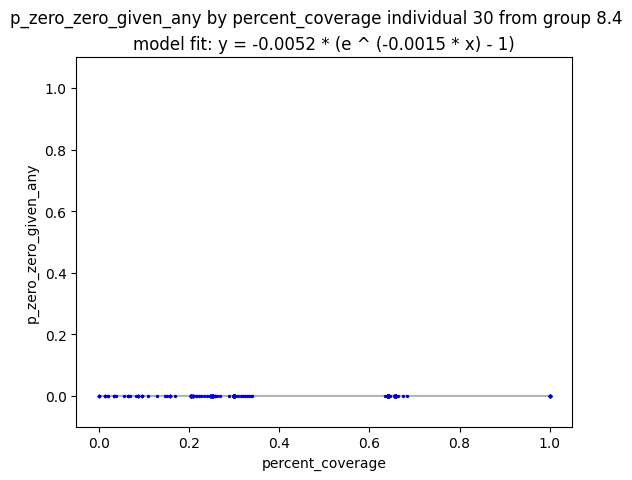 p_zero_zero_given_any by percent_coverage individual 30 from group 8.4
model fit: y = -0.0052 * (e ^ (-0.0015 * x) - 1)
1.0
0.8
0.6
0.4
0.2
0.0
p_zero_zero_given_any
0.0 0.2 0.4 0.6 0.8 1.0
percent_coverage